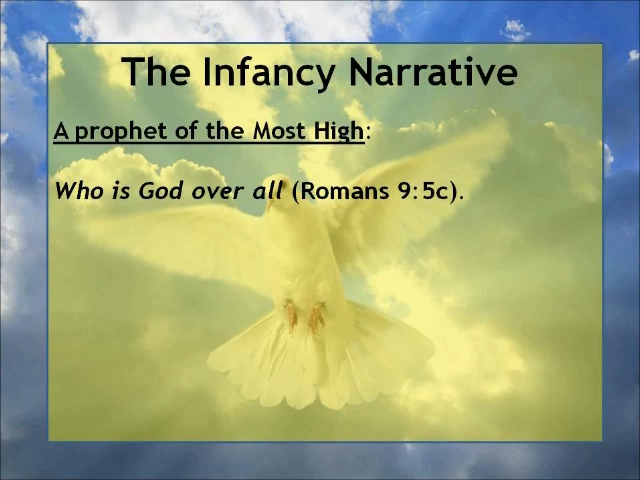 The Infancy Narrative
A prophet of the Most High:
Who is God over all (Romans 9:5c).